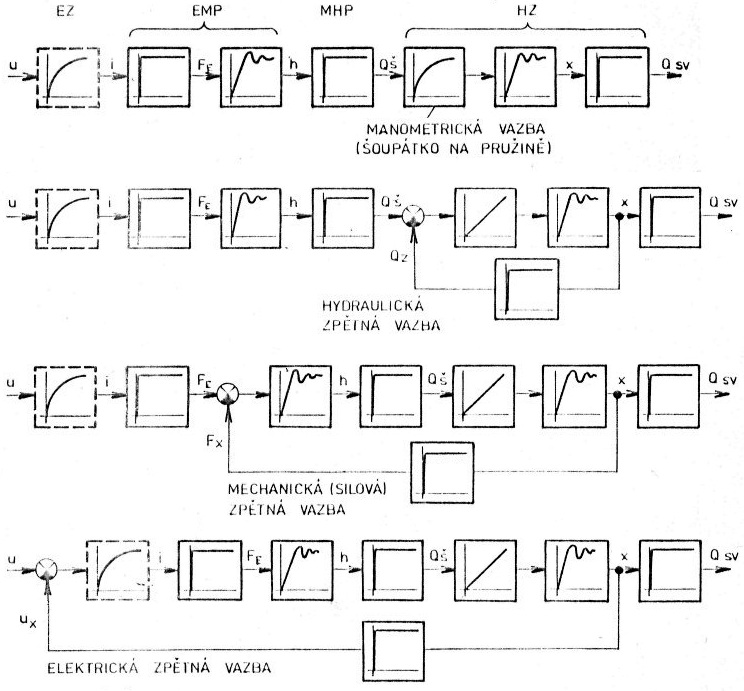 EZ EMP MHP HZ
u i F_E h Qš x Q sv
MANOMETRICKÁ VAZBA
(ŠOUPÁTKO NA PRUŽINĚ)
u i F_E h Qš x Q sv
Qz
HYDRAULICKÁ
ZPĚTNÁ VAZBA
u i F_E h Qš x Q sv
F_x
MECHANICKÁ (SILOVÁ)
ZPĚTNÁ VAZBA
u i F_E h Qš x Q sv
u_x
ELEKTRICKÁ ZPĚTNÁ VAZBA